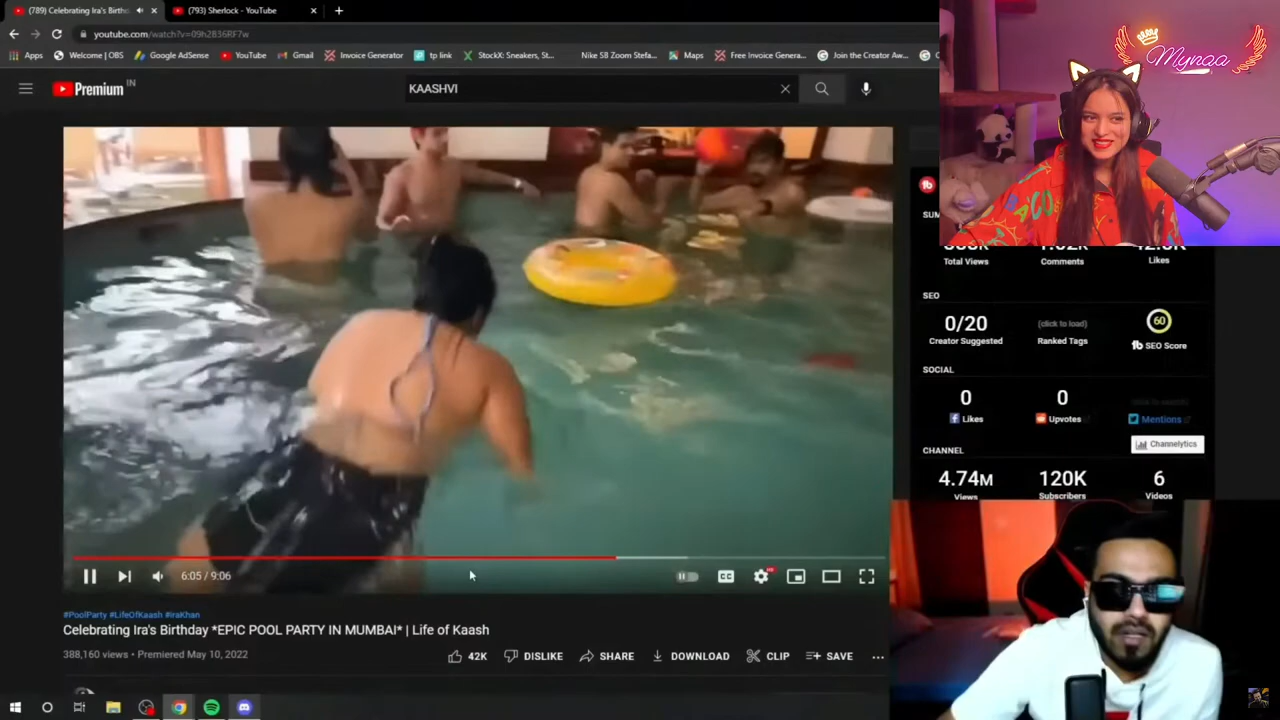 (789) Celebrating Ira's Birthd
(793) Sherlock - YouTube
youtube.com/watch?v=09h2B36RF7w
Apps
Welcome | OBS
Google AdSense
YouTube
Gmail
Invoice Generator
tp link
StockX: Sneakers, St...
Nike SB Zoom Stefa...
Maps
Free Invoice Genera...
Join the Creator Aw...
Mynaa
Premium IN
KAASHVI
SUM
Total Views
Comments
Likes
SEO
0/20
Creator Suggested
(click to load)
Ranked Tags
60
tb SEO Score
SOCIAL
0
Likes
0
Upvotes
Mentions
Channelytics
CHANNEL
4.74M
Views
120K
Subscribers
6
Videos
6:05 / 9:06
CC
#PoolParty #LifeOfKaash #IraKhan
Celebrating Ira's Birthday *EPIC POOL PARTY IN MUMBAI* | Life of Kaash
388,160 views • Premiered May 10, 2022
42K
DISLIKE
SHARE
DOWNLOAD
CLIP
SAVE